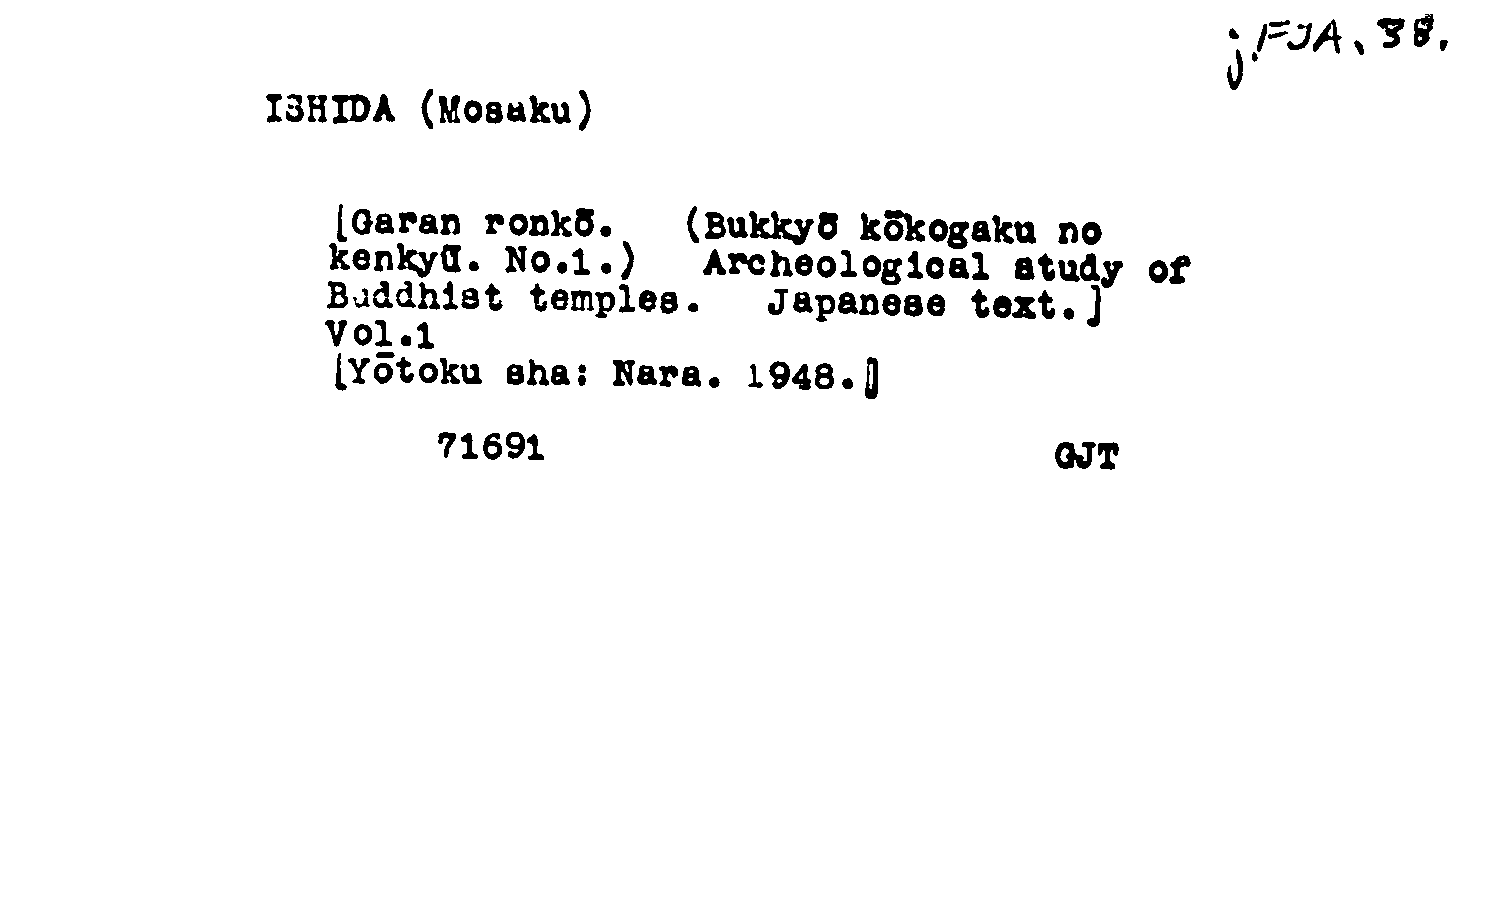 j.FJA.38.
ISHIDA (Mosaku)
[Garan ronkō. (Bukkyō kōkogaku no
kenkyū. No.1.) Archeological study of
Buddhist temples. Japanese text.]
Vol.1
[Yōtoku sha: Nara. 1948.]
71691 GJT